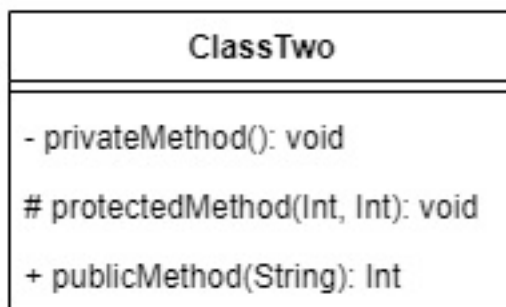 ClassTwo
- privateMethod(): void
# protectedMethod(Int, Int): void
+ publicMethod(String): Int